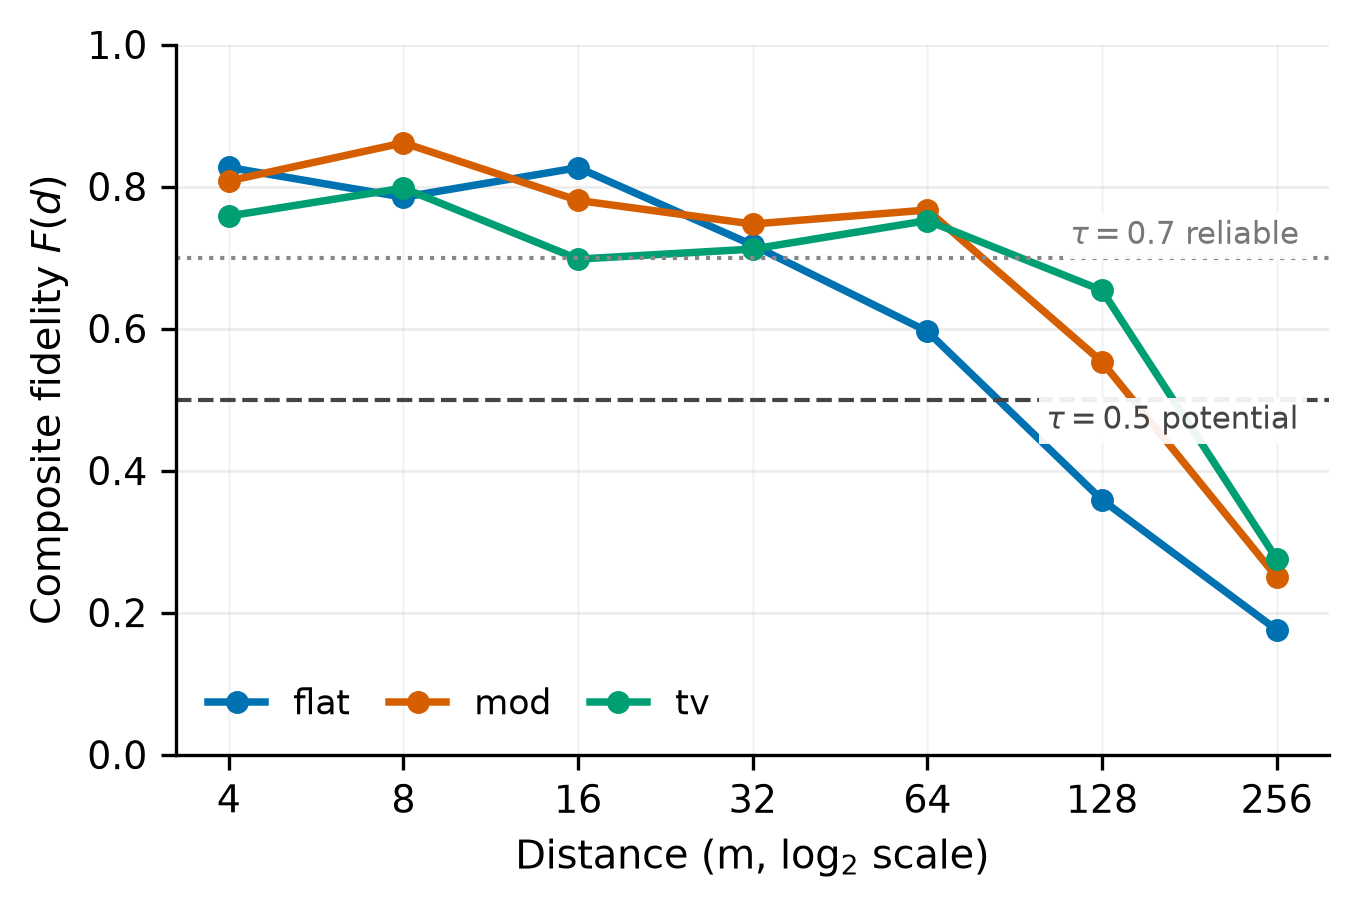 Composite fidelity F(d)
1.0
0.8
0.6
0.4
0.2
0.0
τ = 0.7 reliable
τ = 0.5 potential
flat
mod
tv
4 8 16 32 64 128 256
Distance (m, log₂ scale)